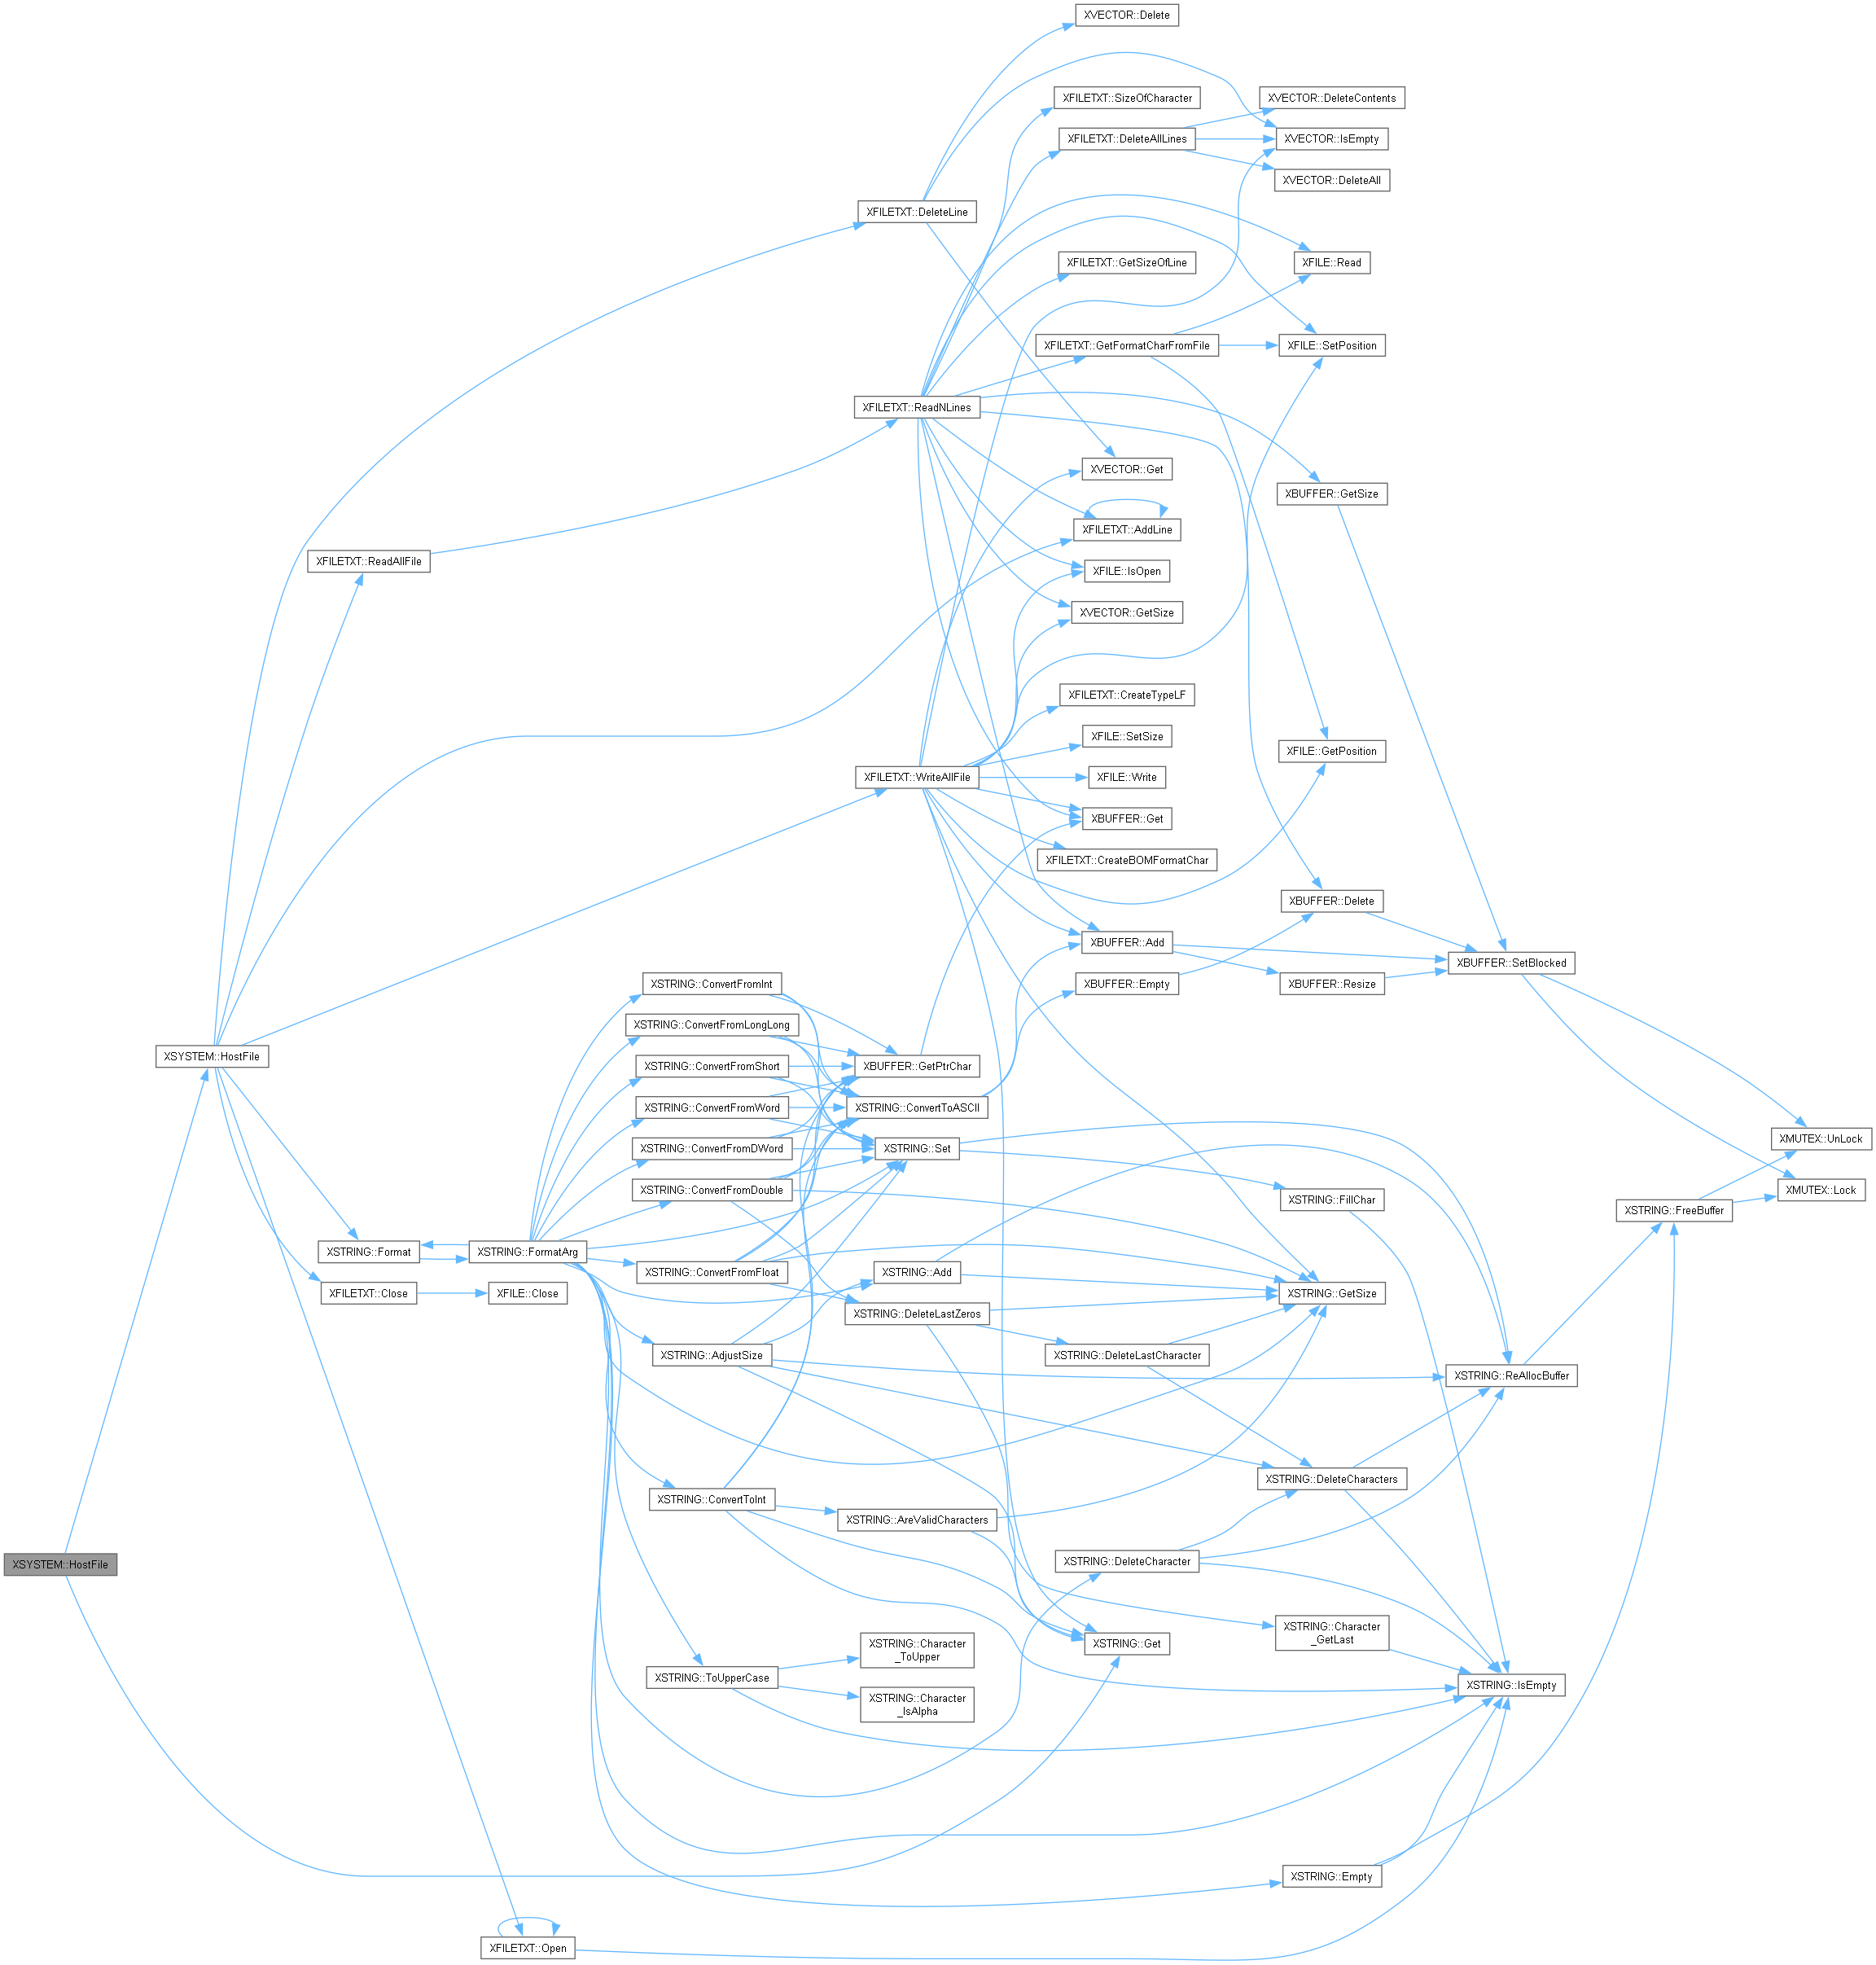 XVECTOR::Delete
XFILETXT::SizeOfCharacter
XVECTOR::DeleteContents
XFILETXT::DeleteAllLines
XVECTOR::IsEmpty
XVECTOR::DeleteAll
XFILETXT::DeleteLine
XFILETXT::GetSizeOfLine
XFILE::Read
XFILETXT::GetFormatCharFromFile
XFILE::SetPosition
XFILETXT::ReadNLines
XVECTOR::Get
XBUFFER::GetSize
XFILETXT::AddLine
XFILETXT::ReadAllFile
XFILE::IsOpen
XVECTOR::GetSize
XFILETXT::CreateTypeLF
XFILE::SetSize
XFILE::GetPosition
XFILETXT::WriteAllFile
XFILE::Write
XBUFFER::Get
XFILETXT::CreateBOMFormatChar
XBUFFER::Delete
XBUFFER::Add
XBUFFER::SetBlocked
XSTRING::ConvertFromInt
XBUFFER::Empty
XBUFFER::Resize
XSTRING::ConvertFromLongLong
XSYSTEM::HostFile
XSTRING::ConvertFromShort
XBUFFER::GetPtrChar
XSTRING::ConvertFromWord
XSTRING::ConvertToASCII
XMUTEX::UnLock
XSTRING::ConvertFromDWord
XSTRING::Set
XSTRING::ConvertFromDouble
XMUTEX::Lock
XSTRING::FillChar
XSTRING::FreeBuffer
XSTRING::Format
XSTRING::FormatArg
XSTRING::ConvertFromFloat
XSTRING::Add
XFILETXT::Close
XFILE::Close
XSTRING::GetSize
XSTRING::DeleteLastZeros
XSTRING::AdjustSize
XSTRING::DeleteLastCharacter
XSTRING::ReAllocBuffer
XSTRING::DeleteCharacters
XSTRING::ConvertToInt
XSTRING::AreValidCharacters
XSYSTEM::HostFile
XSTRING::DeleteCharacter
XSTRING::Character
_GetLast
XSTRING::Character
_ToUpper
XSTRING::Get
XSTRING::ToUpperCase
XSTRING::IsEmpty
XSTRING::Character
_IsAlpha
XSTRING::Empty
XFILETXT::Open